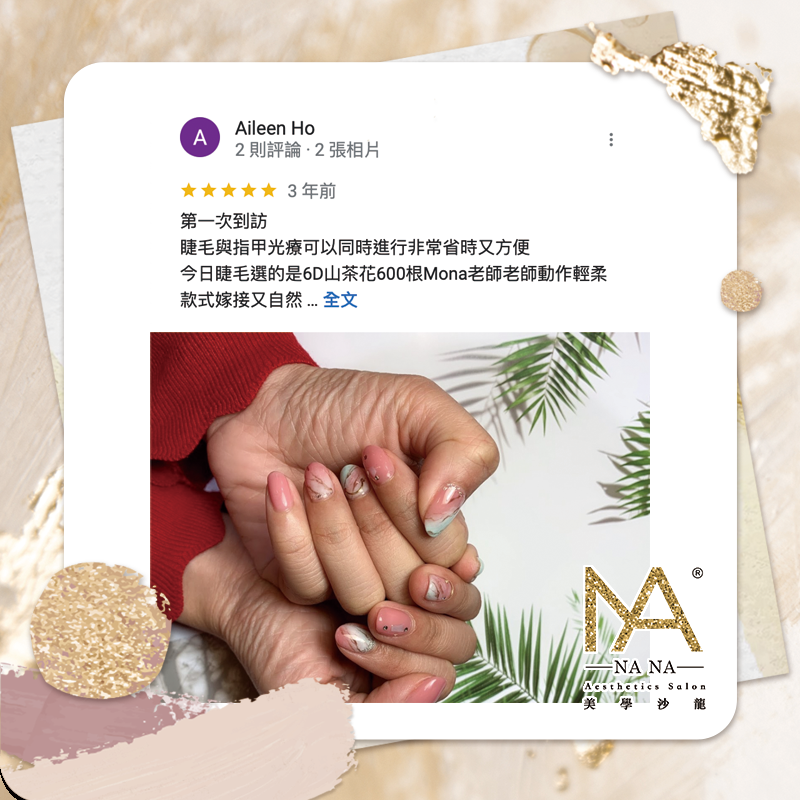 A
Aileen Ho
2 則評論 · 2 張相片
3 年前
第一次到訪
睫毛與指甲光療可以同時進行非常省時又方便
今日睫毛選的是6D山茶花600根Mona老師老師動作輕柔
款式嫁接又自然 ... 全文
NA ®
NA NA
Aesthetics Salon
美學沙龍